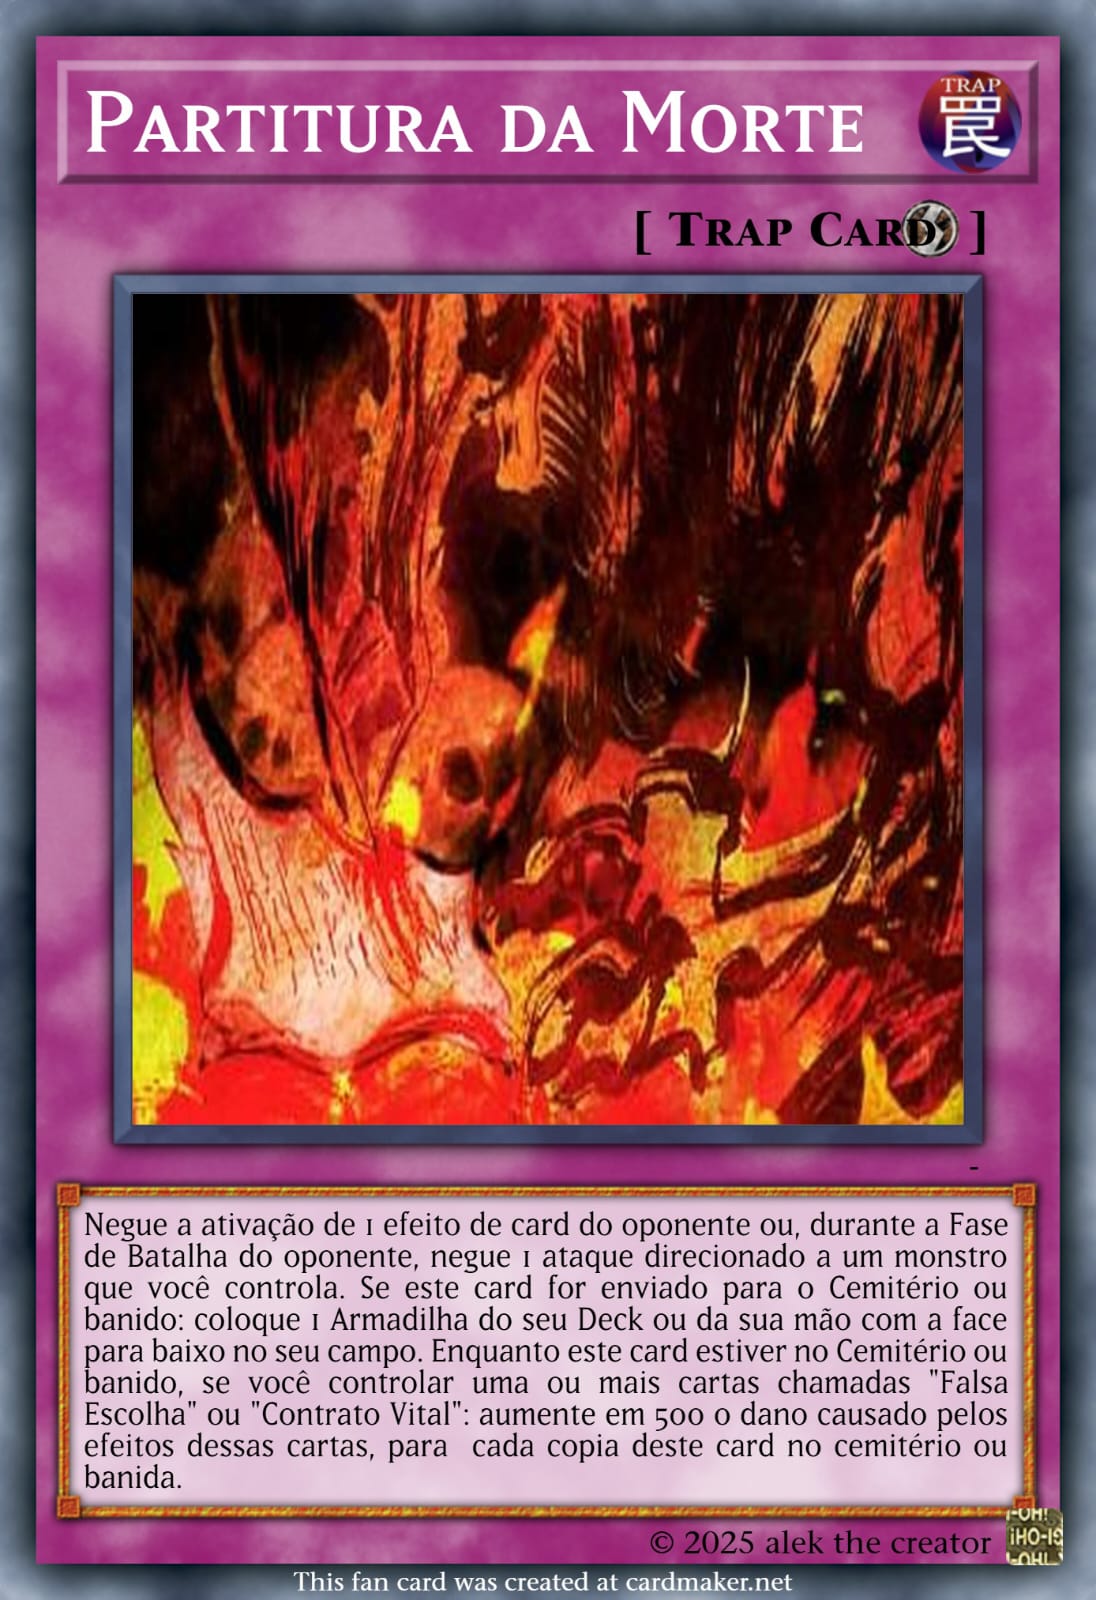 Partitura da Morte
TRAP
罠
[ Trap Card ]
-
Negue a ativação de 1 efeito de card do oponente ou, durante a Fase
de Batalha do oponente, negue 1 ataque direcionado a um monstro
que você controla. Se este card for enviado para o Cemitério ou
banido: coloque 1 Armadilha do seu Deck ou da sua mão com a face
para baixo no seu campo. Enquanto este card estiver no Cemitério ou
banido, se você controlar uma ou mais cartas chamadas "Falsa
Escolha" ou "Contrato Vital": aumente em 500 o dano causado pelos
efeitos dessas cartas, para  cada copia deste card no cemitério ou
banida.
© 2025 alek the creator
This fan card was created at cardmaker.net